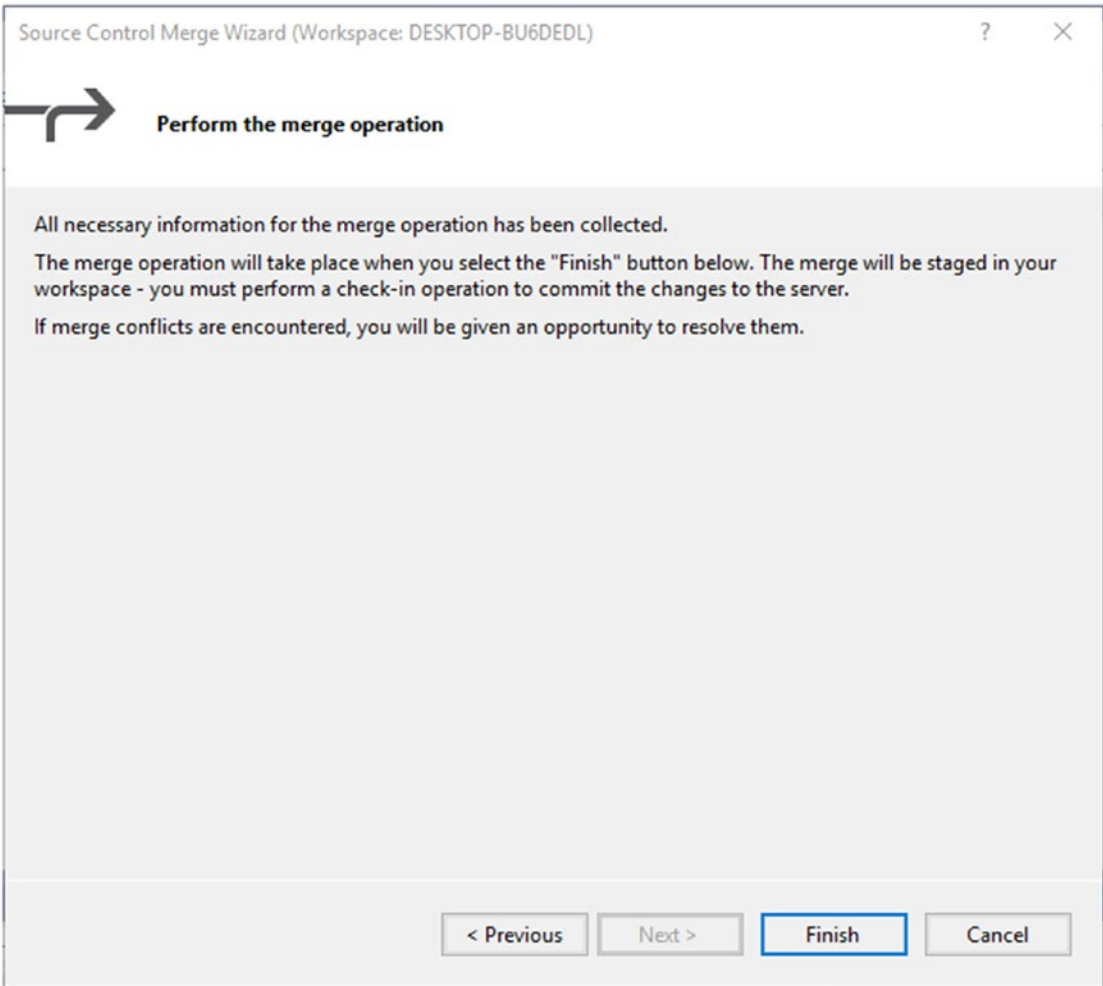 Source Control Merge Wizard (Workspace: DESKTOP-BU6DEDL)
?
Perform the merge operation
All necessary information for the merge operation has been collected.
The merge operation will take place when you select the "Finish" button below. The merge will be staged in your
workspace - you must perform a check-in operation to commit the changes to the server.
If merge conflicts are encountered, you will be given an opportunity to resolve them.
< Previous
Next >
Finish
Cancel